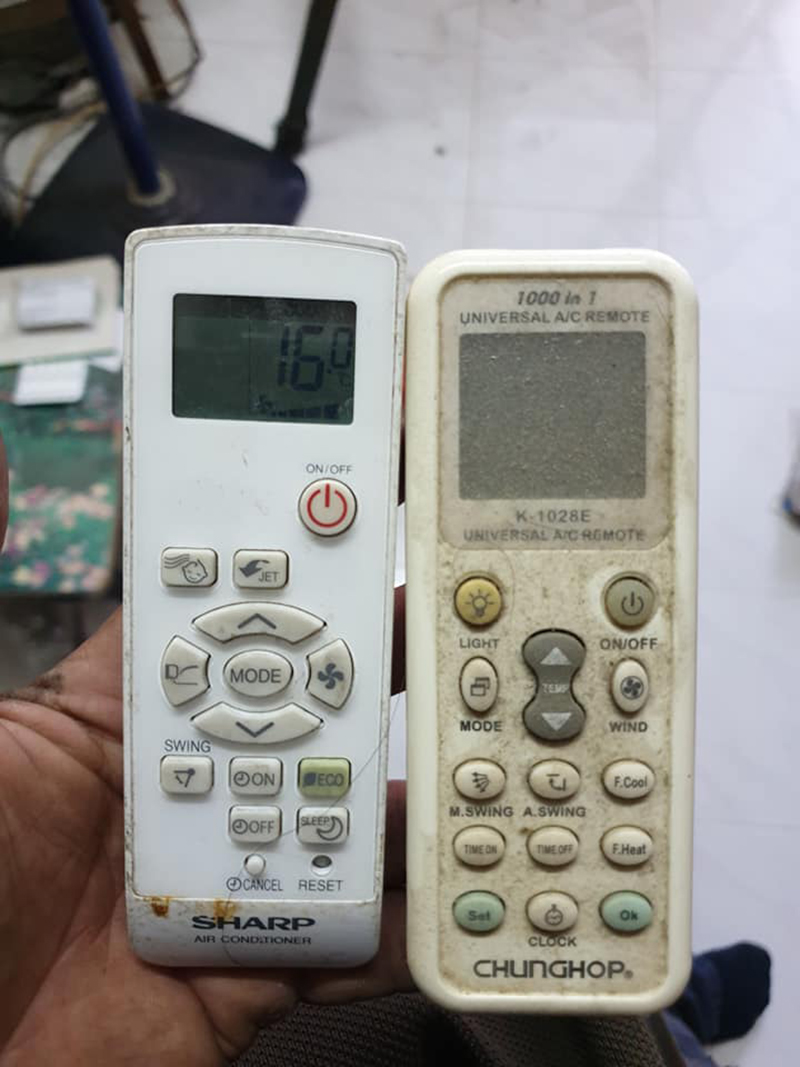 16.0
°C
ON/OFF
JET
MODE
SWING
ON
ECO
OFF
SLEEP
CANCEL
RESET
SHARP
AIR CONDITIONER
1000 in 1
UNIVERSAL A/C REMOTE
K-1028E
UNIVERSAL A/C REMOTE
LIGHT
ON/OFF
TEMP
MODE
WIND
F.Cool
M.SWING
A.SWING
TIME ON
TIME OFF
F.Heat
Set
Ok
CLOCK
CHUNGHOP®